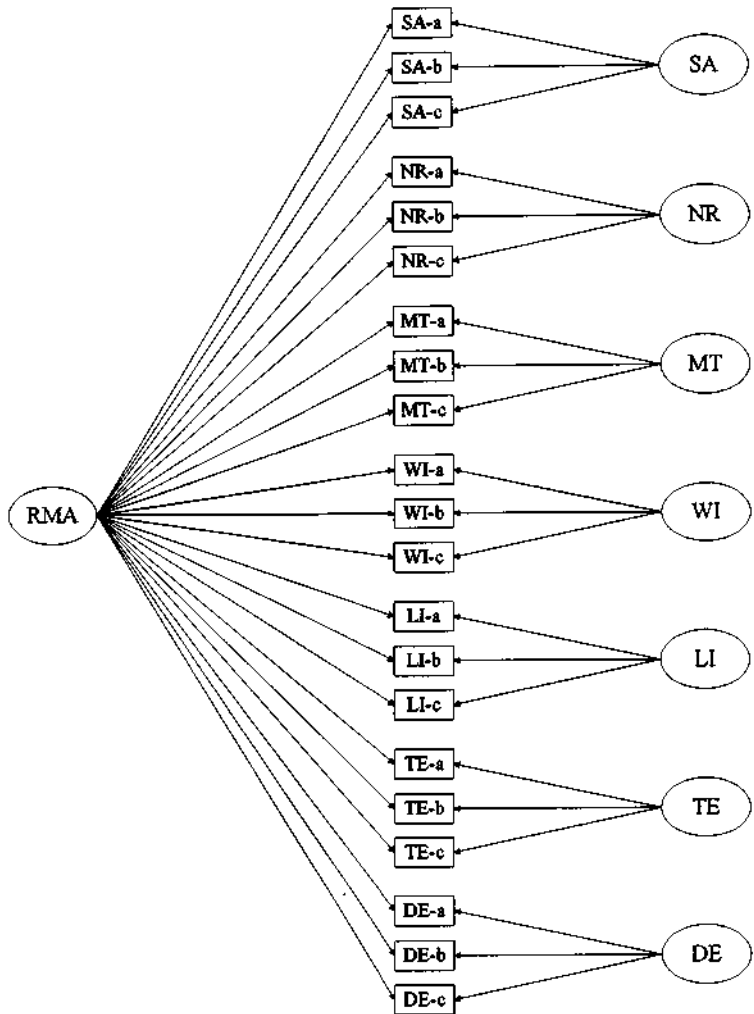 SA-a
SA-b
SA-c
SA
NR-a
NR-b
NR-c
NR
MT-a
MT-b
MT-c
MT
RMA
WI-a
WI-b
WI-c
WI
LI-a
LI-b
LI-c
LI
TE-a
TE-b
TE-c
TE
DE-a
DE-b
DE-c
DE